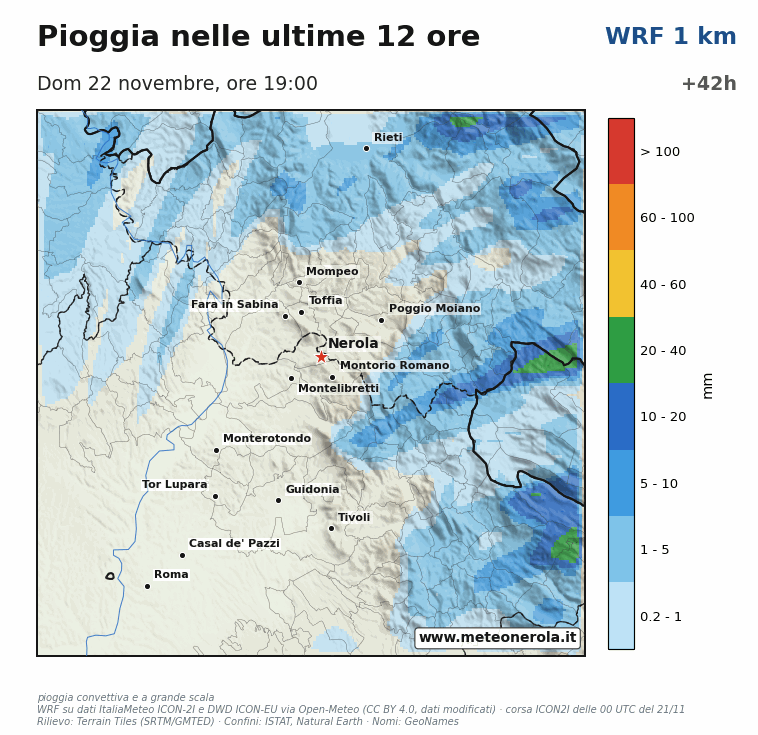 Pioggia nelle ultime 12 ore
WRF 1 km
Dom 22 novembre, ore 19:00
+42h
Rieti
Mompeo
Toffia
Fara in Sabina
Poggio Moiano
Nerola
Montorio Romano
Montelibretti
Monterotondo
Tor Lupara
Guidonia
Tivoli
Casal de' Pazzi
Roma
www.meteonerola.it
> 100
60 - 100
40 - 60
20 - 40
10 - 20
5 - 10
1 - 5
0.2 - 1
mm
pioggia convettiva e a grande scala
WRF su dati ItaliaMeteo ICON-2I e DWD ICON-EU via Open-Meteo (CC BY 4.0, dati modificati) · corsa ICON2I delle 00 UTC del 21/11
Rilievo: Terrain Tiles (SRTM/GMTED) · Confini: ISTAT, Natural Earth · Nomi: GeoNames